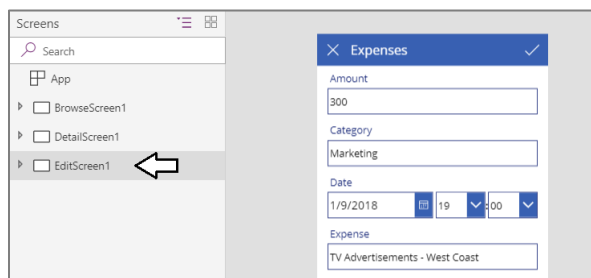 Screens
Search
App
BrowseScreen1
DetailScreen1
EditScreen1
Expenses
Amount
300
Category
Marketing
Date
1/9/2018 19 : 00
Expense
TV Advertisements - West Coast